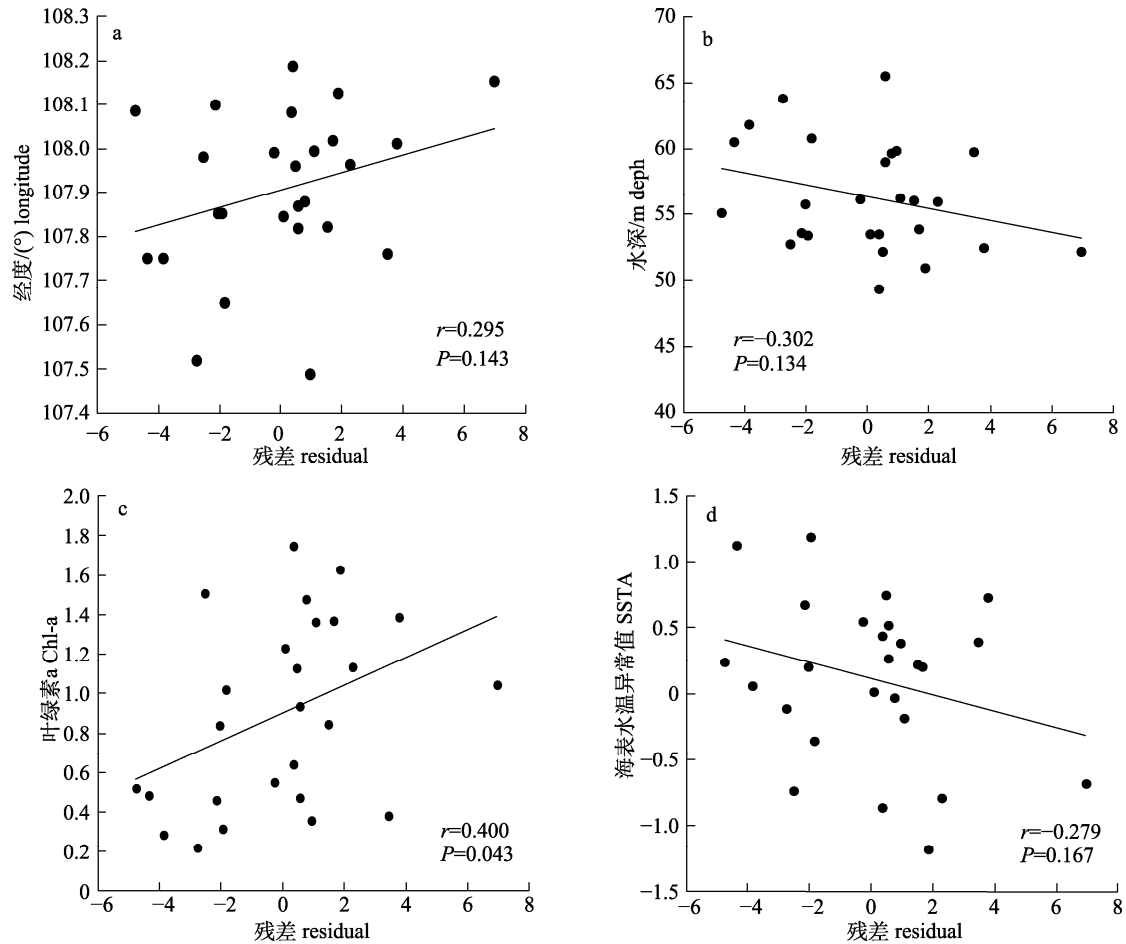 a
108.3
108.2
108.1
108.0
107.9
107.8
107.7
107.6
107.5
107.4
经度/(°) longitude
r=0.295
P=0.143
−6 −4 −2 0 2 4 6 8
残差 residual
b
70
65
60
55
50
45
40
水深/m deph
r=−0.302
P=0.134
−6 −4 −2 0 2 4 6 8
残差 residual
c
2.0
1.8
1.6
1.4
1.2
1.0
0.8
0.6
0.4
0.2
0
叶绿素a Chl-a
r=0.400
P=0.043
−6 −4 −2 0 2 4 6 8
残差 residual
d
1.5
1.0
0.5
0
−0.5
−1.0
−1.5
海表水温异常值 SSTA
r=−0.279
P=0.167
−6 −4 −2 0 2 4 6 8
残差 residual